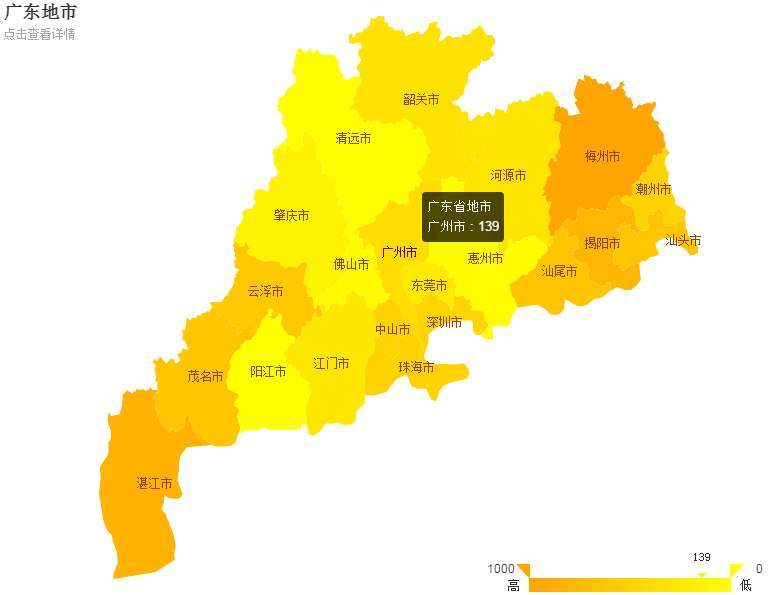 广东地市
点击查看详情
韶关市
清远市
梅州市
河源市
潮州市
广东省地市
广州市 : 139
肇庆市
揭阳市
汕头市
广州市
惠州市
佛山市
汕尾市
东莞市
云浮市
深圳市
中山市
江门市
珠海市
阳江市
茂名市
湛江市
139
1000
0
高
低